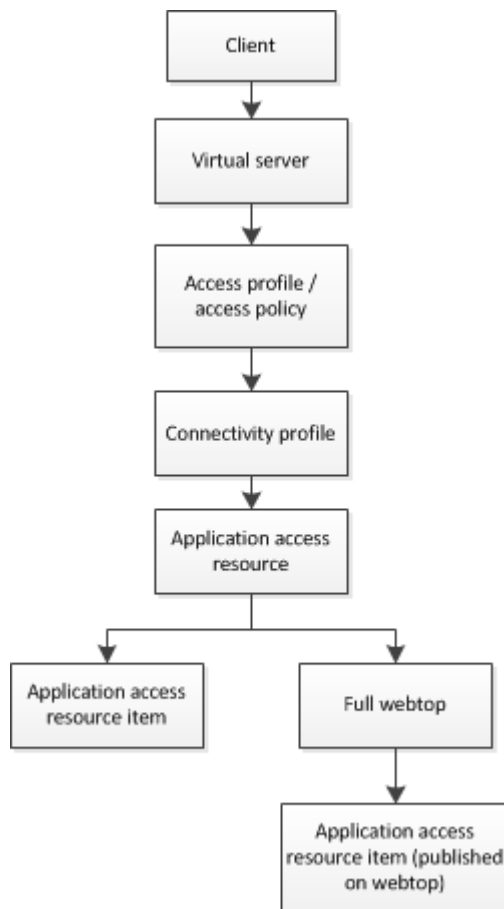 Client
Virtual server
Access profile /
access policy
Connectivity profile
Application access
resource
Application access
resource item
Full webtop
Application access
resource item (published
on webtop)